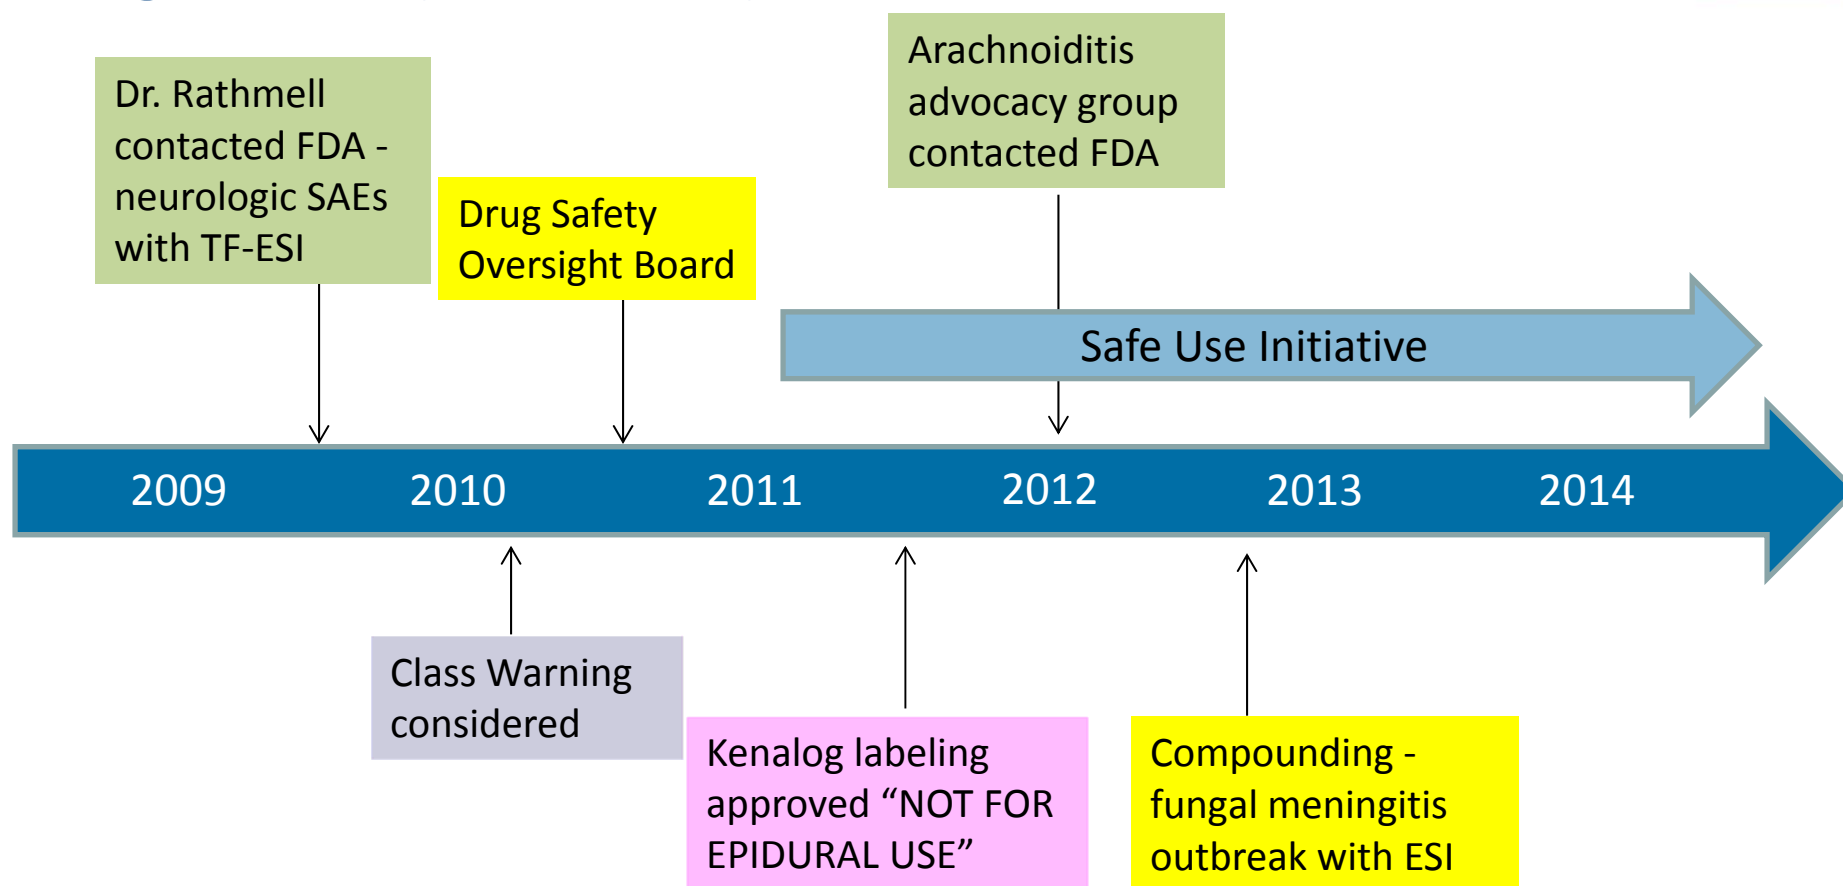 Dr. Rathmell
contacted FDA -
neurologic SAEs
with TF-ESI
Drug Safety
Oversight Board
Arachnoiditis
advocacy group
contacted FDA
Safe Use Initiative
2009
2010
2011
2012
2013
2014
Class Warning
considered
Kenalog labeling
approved “NOT FOR
EPIDURAL USE”
Compounding -
fungal meningitis
outbreak with ESI